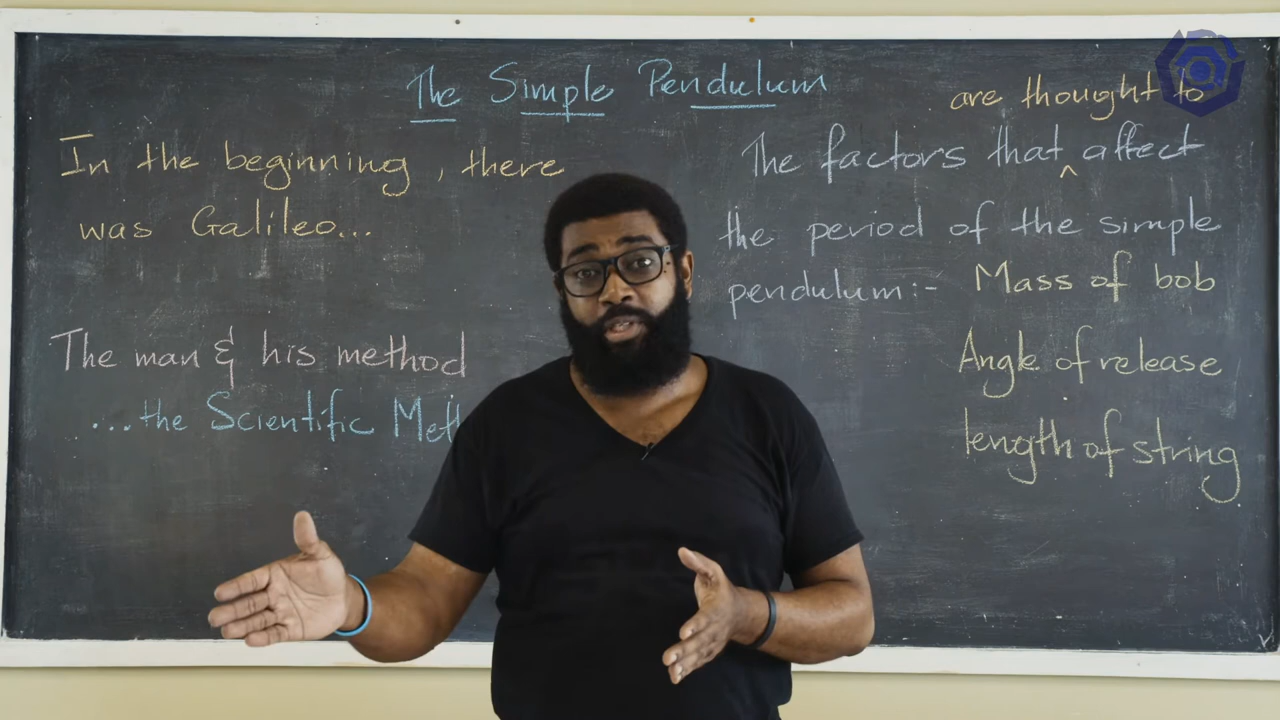 The Simple Pendulum
In the beginning, there
was Galileo...
The man & his method
...the Scientific
are thought to
The factors that ^ affect
the period of the simple
pendulum:- Mass of bob
Angle of release
length of string